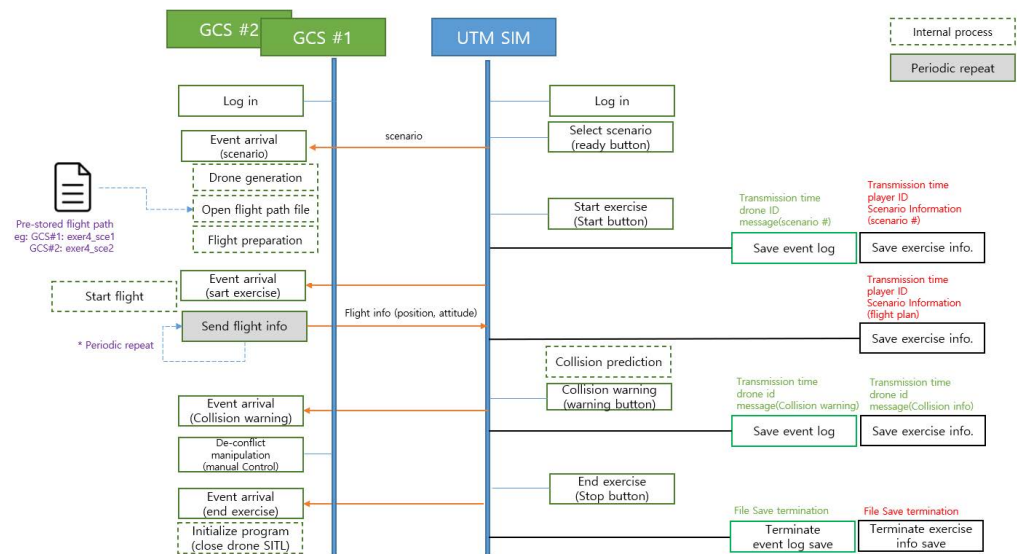 GCS #2
GCS #1
UTM SIM
Internal process
Periodic repeat
Log in
Log in
Event arrival
(scenario)
scenario
Select scenario
(ready button)
Drone generation
Open flight path file
Flight preparation
Pre-stored flight path
eg: GCS#1: exer4_sce1
GCS#2: exer4_sce2
Start exercise
(Start button)
Transmission time
drone ID
message(scenario #)
Transmission time
player ID
Scenario Information
(scenario #)
Save event log
Save exercise info.
Event arrival
(sart exercise)
Start flight
Send flight info
* Periodic repeat
Flight info (position, attitude)
Transmission time
player ID
Scenario Information
(flight plan)
Save exercise info.
Collision prediction
Collision warning
(warning button)
Event arrival
(Collision warning)
Transmission time
drone id
message(Collision warning)
Transmission time
drone id
message(Collision info)
Save event log
Save exercise info.
De-conflict
manipulation
(manual Control)
End exercise
(Stop button)
Event arrival
(end exercise)
Initialize program
(close drone SITL)
File Save termination
File Save termination
Terminate
event log save
Terminate exercise
info save